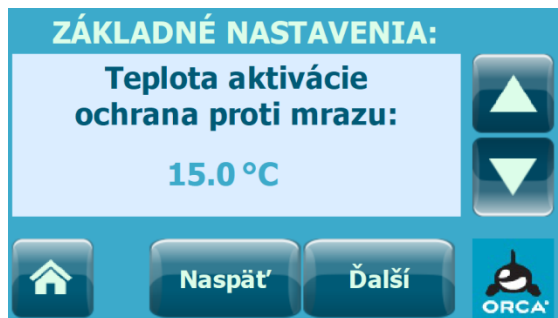 ZÁKLADNÉ NASTAVENIA:
Teplota aktivácie
ochrana proti mrazu:
15.0 °C
Naspäť
Ďalší
ORCA